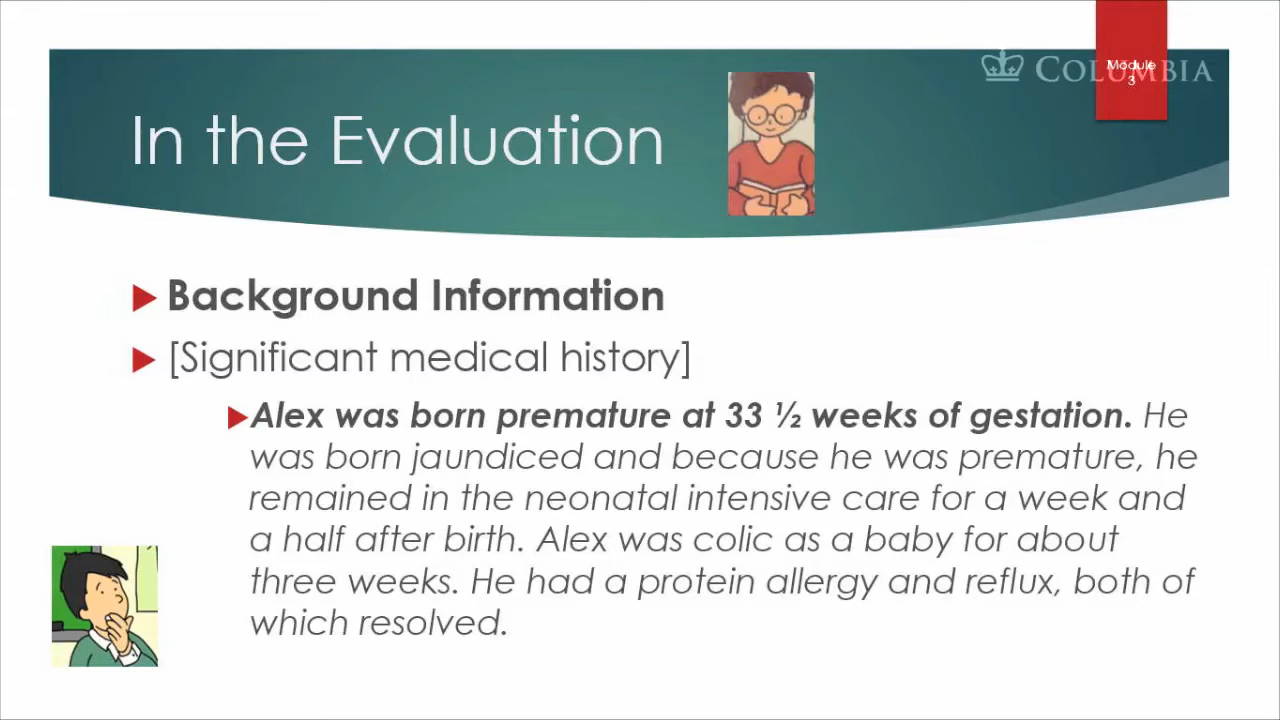 COLUMBIA
Module
3
In the Evaluation
Background Information
[Significant medical history]
Alex was born premature at 33 ½ weeks of gestation. He
was born jaundiced and because he was premature, he
remained in the neonatal intensive care for a week and
a half after birth. Alex was colic as a baby for about
three weeks. He had a protein allergy and reflux, both of
which resolved.